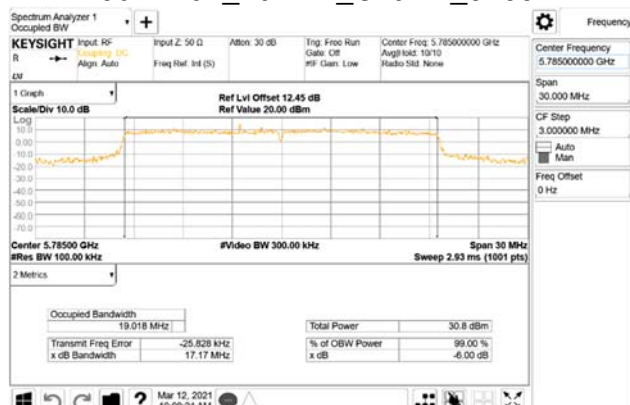 Spectrum Analyzer 1
Occupied BW
+
Frequency
KEYSIGHT
R
Input: RF
Coupling: DC
Align: Auto
Input Z: 50 Ω
Freq Ref: Int (S)
Atten: 30 dB
Trig: Free Run
Gate: Off
#IF Gain: Low
Center Freq: 5.785000000 GHz
Avg|Hold: 10/10
Radio Std: None
1 Graph
Scale/Div 10.0 dB
Ref Lvl Offset 12.45 dB
Ref Value 20.00 dBm
Log
10.0
0.00
-10.0
-20.0
-30.0
-40.0
-50.0
-60.0
-70.0
Center 5.78500 GHz
#Res BW 100.00 kHz
#Video BW 300.00 kHz
Span 30 MHz
Sweep 2.93 ms (1001 pts)
2 Metrics
Occupied Bandwidth
19.018 MHz
Transmit Freq Error -25.828 kHz
x dB Bandwidth 17.17 MHz
Total Power 30.8 dBm
% of OBW Power 99.00 %
x dB -6.00 dB
Center Frequency
5.785000000 GHz
Span
30.000 MHz
CF Step
3.000000 MHz
Auto
Man
Freq Offset
0 Hz
?
Mar 12, 2021